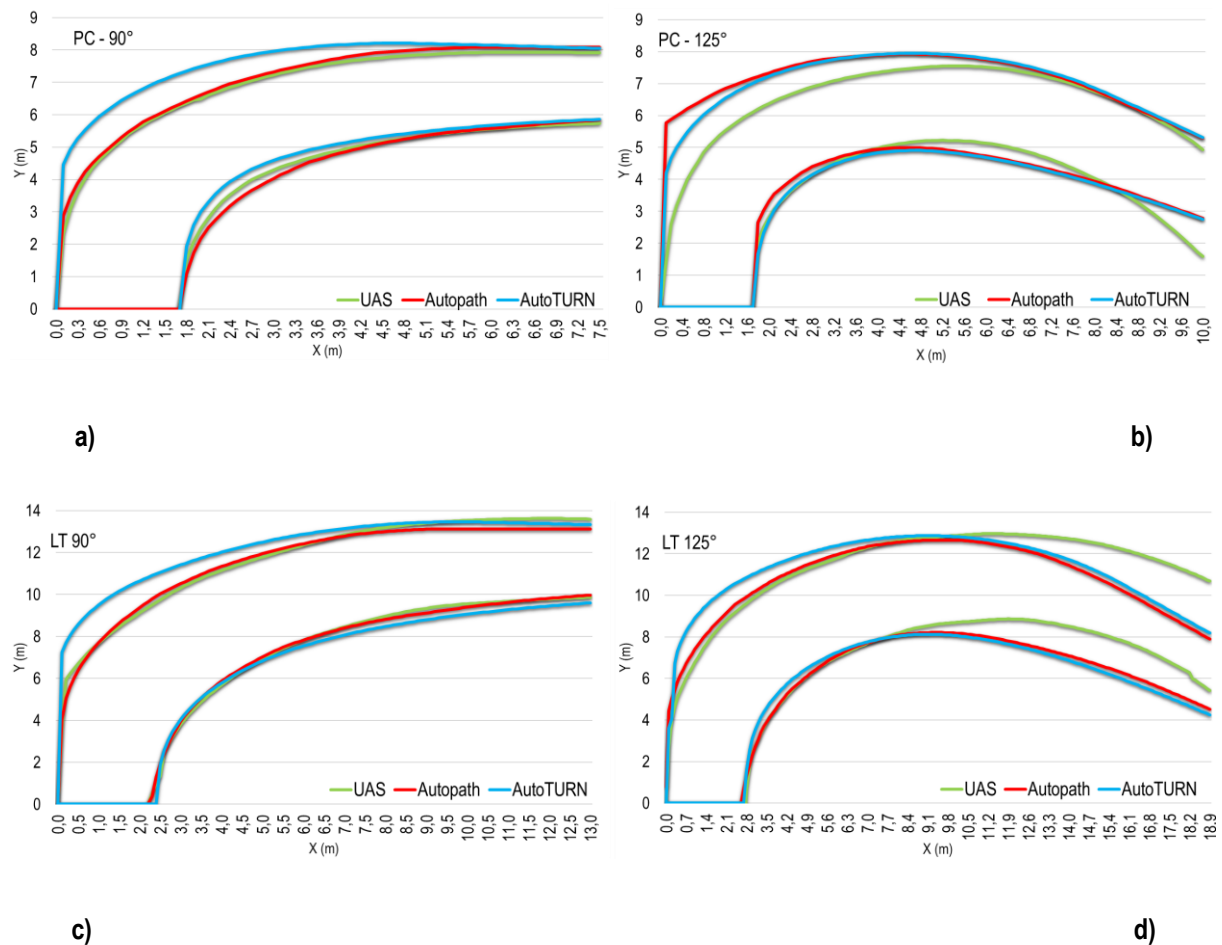 PC - 90°
9
8
7
6
5
4
3
2
1
0
Y (m)
UAS Autopath AutoTURN
0,0 0,3 0,6 0,9 1,2 1,5 1,8 2,1 2,4 2,7 3,0 3,3 3,6 3,9 4,2 4,5 4,8 5,1 5,4 5,7 6,0 6,3 6,6 6,9 7,2 7,5
X (m)
PC - 125°
9
8
7
6
5
4
3
2
1
0
Y (m)
UAS Autopath AutoTURN
0,0 0,4 0,8 1,2 1,6 2,0 2,4 2,8 3,2 3,6 4,0 4,4 4,8 5,2 5,6 6,0 6,4 6,8 7,2 7,6 8,0 8,4 8,8 9,2 9,6 10,0
X (m)
a)
b)
LT 90°
14
12
10
8
6
4
2
0
Y (m)
UAS Autopath AutoTURN
0,0 0,5 1,0 1,5 2,0 2,5 3,0 3,5 4,0 4,5 5,0 5,5 6,0 6,5 7,0 7,5 8,0 8,5 9,0 9,5 10,0 10,5 11,0 11,5 12,0 12,5 13,0
X (m)
LT 125°
14
12
10
8
6
4
2
0
Y (m)
UAS Autopath AutoTURN
0,0 0,7 1,4 2,1 2,8 3,5 4,2 4,9 5,6 6,3 7,0 7,7 8,4 9,1 9,8 10,5 11,2 11,9 12,6 13,3 14,0 14,7 15,4 16,1 16,8 17,5 18,2 18,9
X (m)
c)
d)